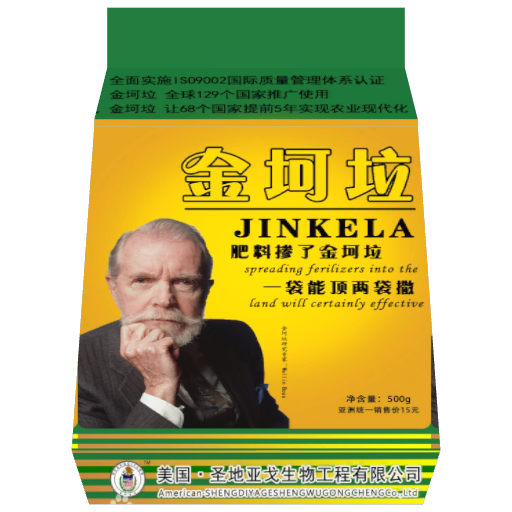 全面实施ISO9002国际质量管理体系认证
金坷垃 全球129个国家推广使用
金坷垃 让68个国家提前5年实现农业现代化
金坷垃
JINKELA
肥料掺了金坷垃
spreading ferilizers into the
一袋能顶两袋撒
land will certainly effective
净含量：500g
亚洲统一销售价15元
美国·圣地亚戈生物工程有限公司
American·SHENGDIYAGESHENGWUGONGCHENGCo,Ltd